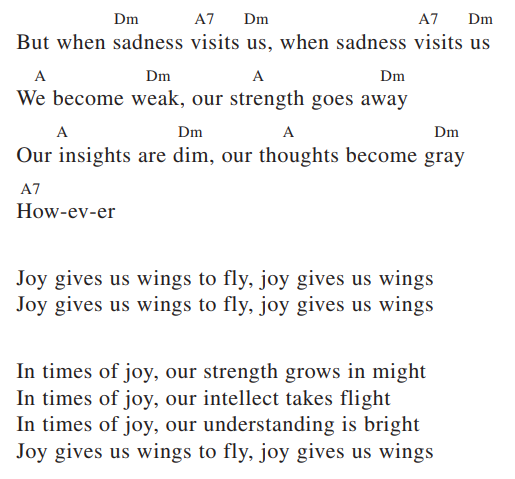 Dm A7 Dm A7 Dm
But when sadness visits us, when sadness visits us
A Dm A Dm
We become weak, our strength goes away
A Dm A Dm
Our insights are dim, our thoughts become gray
A7
How-ev-er
Joy gives us wings to fly, joy gives us wings
Joy gives us wings to fly, joy gives us wings
In times of joy, our strength grows in might
In times of joy, our intellect takes flight
In times of joy, our understanding is bright
Joy gives us wings to fly, joy gives us wings